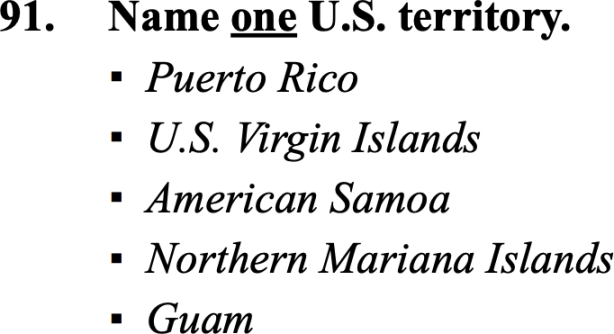 91. Name one U.S. territory.
▪ Puerto Rico
▪ U.S. Virgin Islands
▪ American Samoa
▪ Northern Mariana Islands
▪ Guam